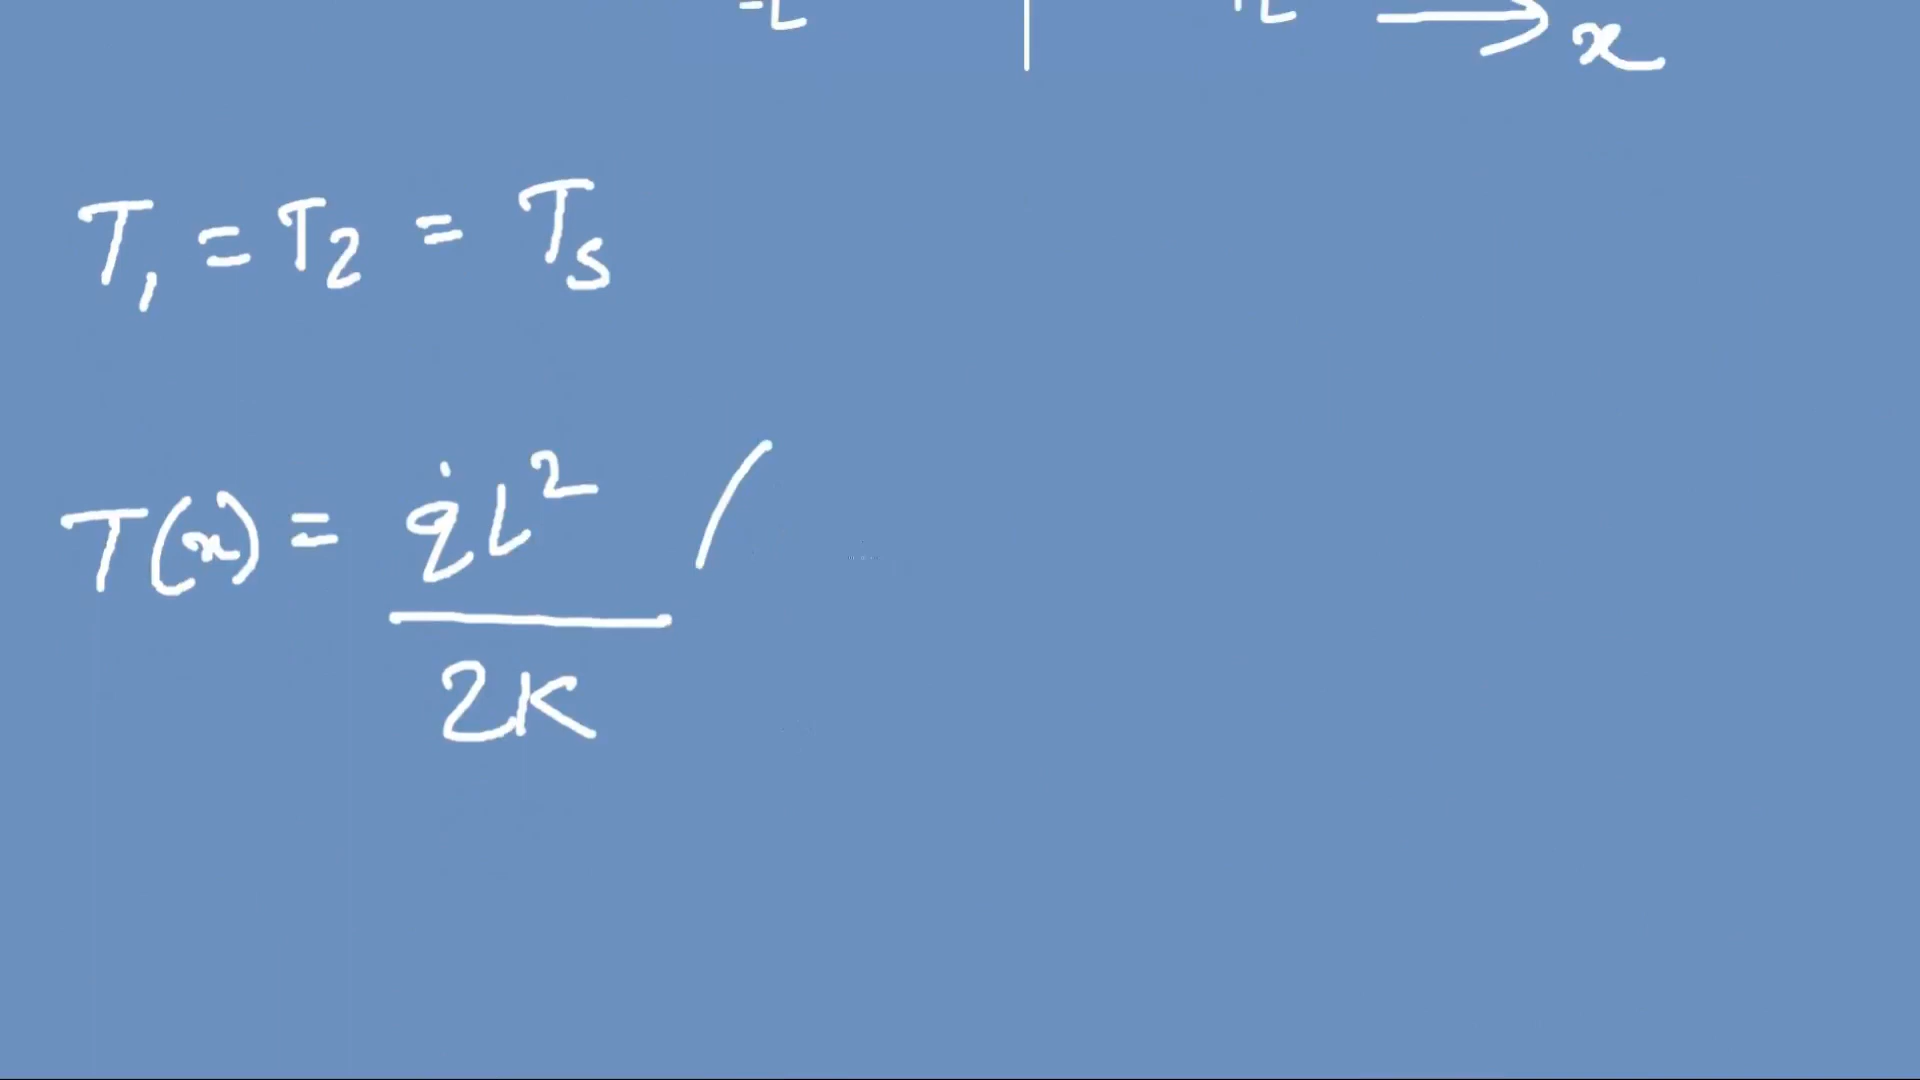 -L +L → x
T₁ = T₂ = Tₛ
T(x) = q̇L² / 2K (